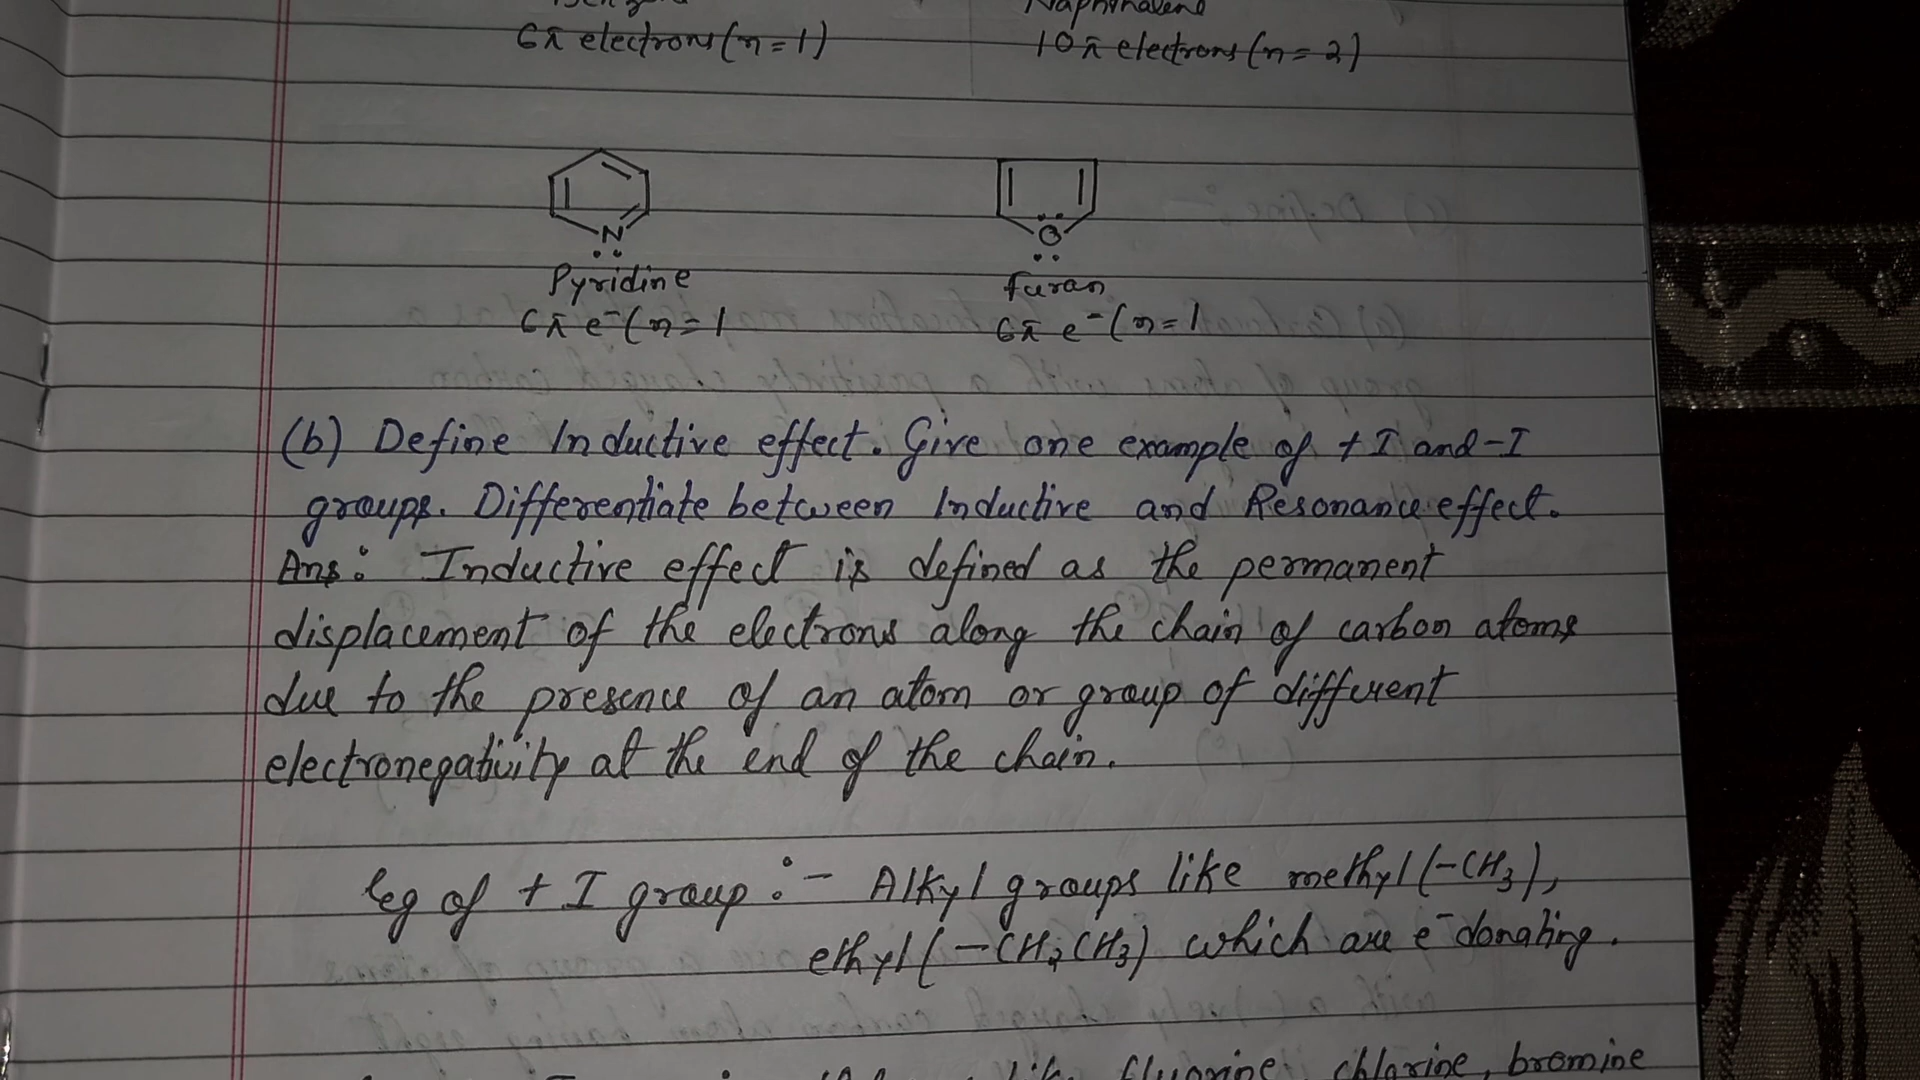 Naphthalene
6π electrons (n=1)
10π electrons (n=2)
N
Pyridine
6π e⁻ (n=1
O
furan
6π e⁻ (n=1
(b) Define Inductive effect. Give one example of +I and -I
groups. Differentiate between Inductive and Resonance effect.
Ans: Inductive effect is defined as the permanent
displacement of the electrons along the chain of carbon atoms
due to the presence of an atom or group of different
electronegativity at the end of the chain.
eg of + I group :- Alkyl groups like methyl (-CH₃),
ethyl (-CH₂CH₃) which are e⁻ donating.
fluorine, chlorine, bromine